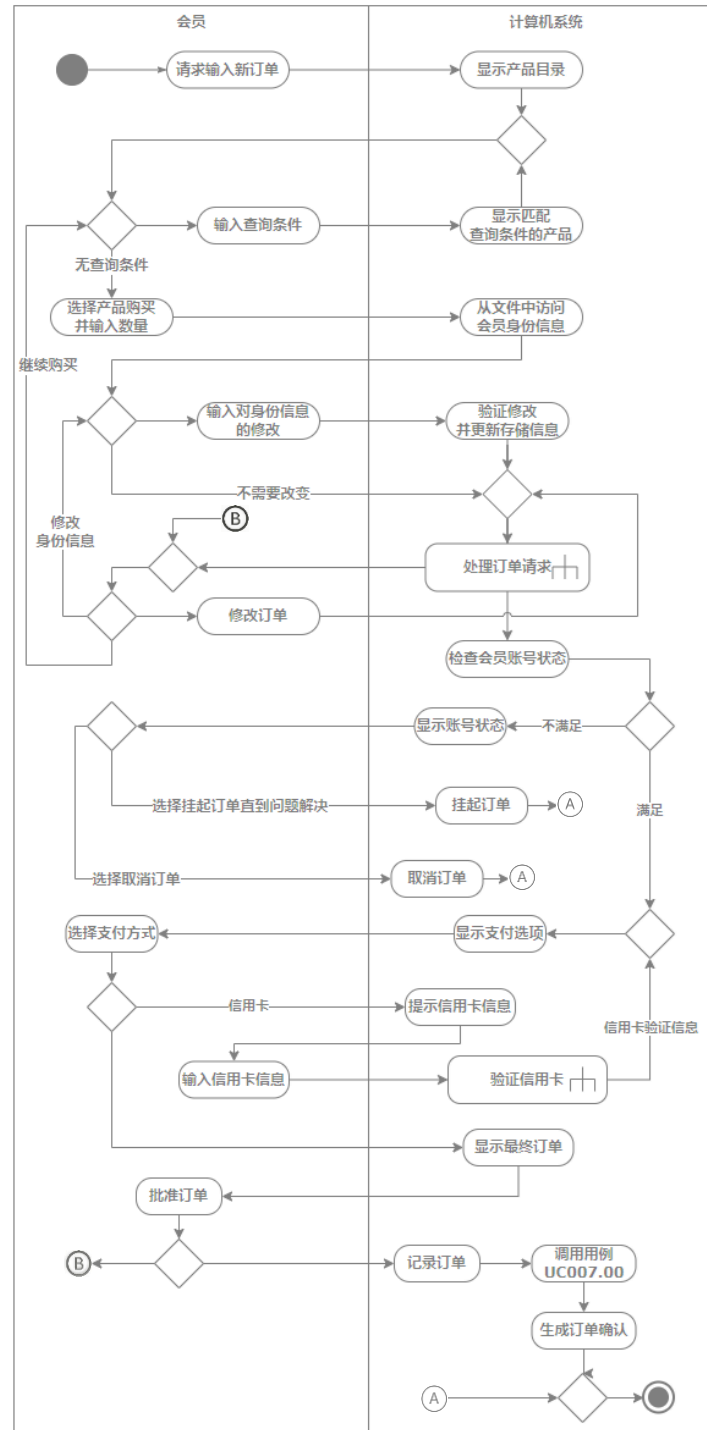 会员
计算机系统
请求输入新订单
显示产品目录
输入查询条件
显示匹配
查询条件的产品
无查询条件
选择产品购买
并输入数量
从文件中访问
会员身份信息
继续购买
输入对身份信息
的修改
验证修改
并更新存储信息
不需要改变
B
修改
身份信息
处理订单请求
修改订单
检查会员账号状态
显示账号状态
不满足
选择挂起订单直到问题解决
挂起订单
A
满足
选择取消订单
取消订单
A
选择支付方式
显示支付选项
信用卡
提示信用卡信息
信用卡验证信息
输入信用卡信息
验证信用卡
显示最终订单
批准订单
B
记录订单
调用用例
UC007.00
生成订单确认
A